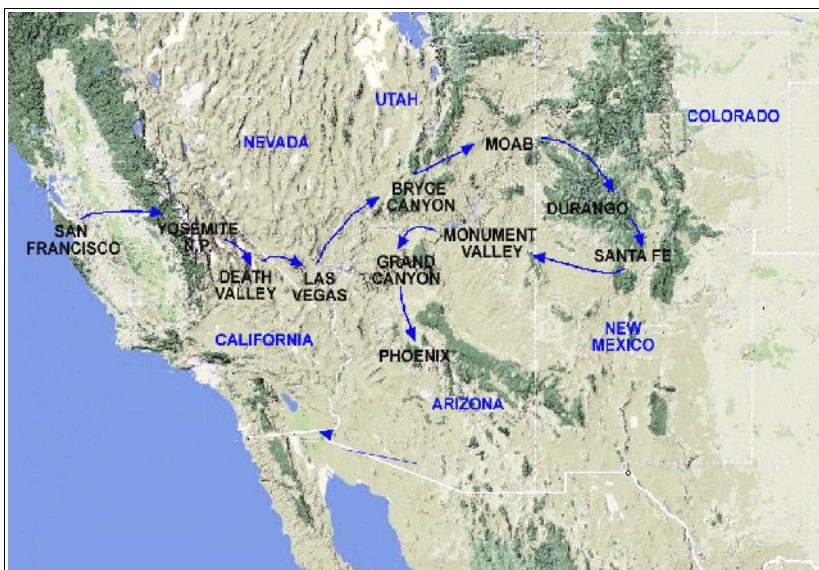 UTAH
COLORADO
NEVADA
MOAB
BRYCE
CANYON
DURANGO
SAN
FRANCISCO
YOSEMITE
N.P.
MONUMENT
VALLEY
SANTA FE
DEATH
VALLEY
LAS
VEGAS
GRAND
CANYON
CALIFORNIA
NEW
MEXICO
PHOENIX
ARIZONA